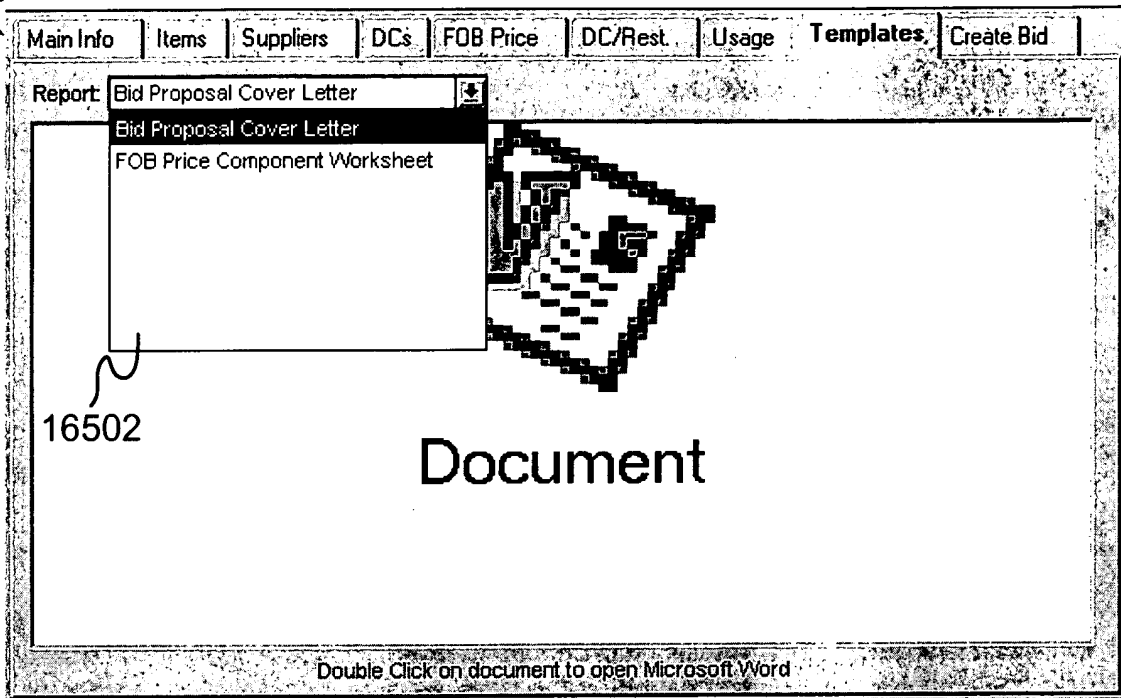 Main Info Items Suppliers DCs FOB Price DC/Rest. Usage Templates Create Bid
Report: Bid Proposal Cover Letter
Bid Proposal Cover Letter
FOB Price Component Worksheet
16502
Document
Double Click on document to open Microsoft Word